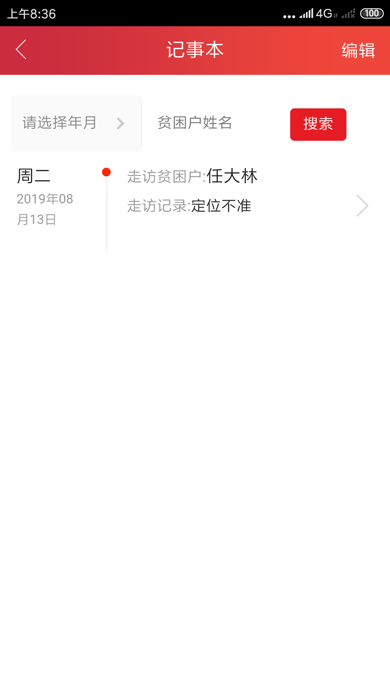 上午8:36
4G
100
记事本
编辑
请选择年月
贫困户姓名
搜索
周二
走访贫困户:任大林
2019年08
月13日
走访记录:定位不准